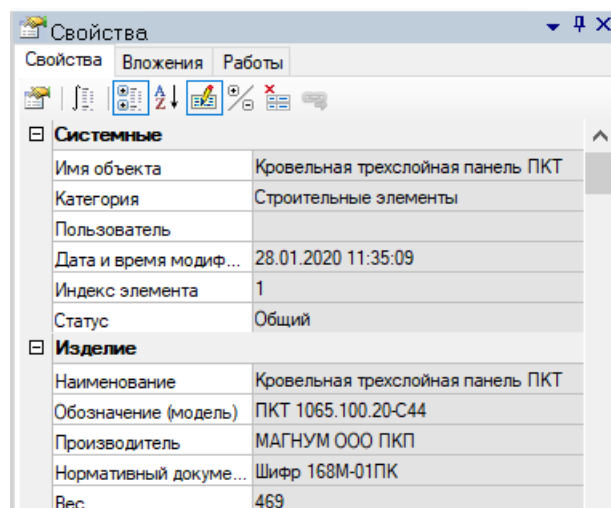 Свойства
Свойства Вложения Работы
Системные
Имя объекта Кровельная трехслойная панель ПКТ
Категория Строительные элементы
Пользователь
Дата и время модиф... 28.01.2020 11:35:09
Индекс элемента 1
Статус Общий
Изделие
Наименование Кровельная трехслойная панель ПКТ
Обозначение (модель) ПКТ 1065.100.20-С44
Производитель МАГНУМ ООО ПКП
Нормативный докуме... Шифр 168М-01ПК
Вес 469